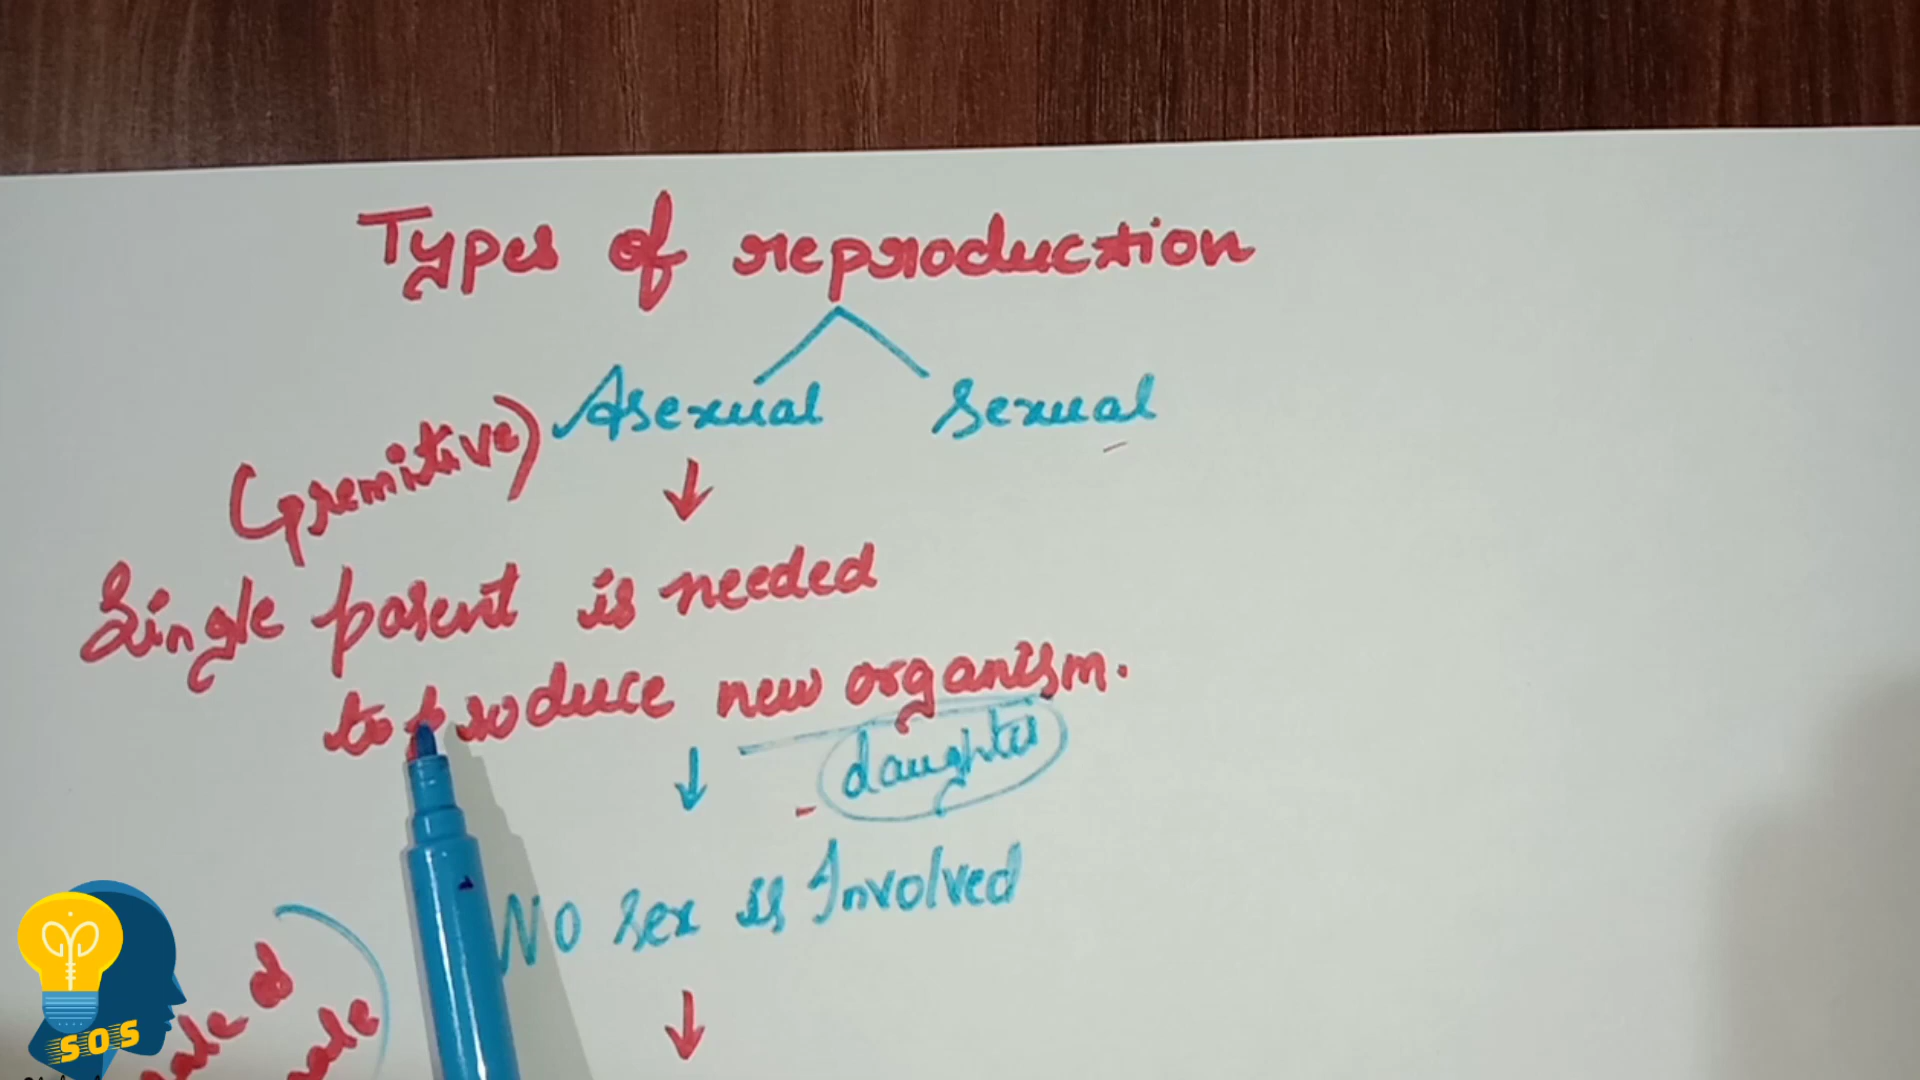 Types of reproduction
Asexual Sexual
(premitive)
Single parent is needed
to produce new organism.
daughter
No sex is Involved
SOS